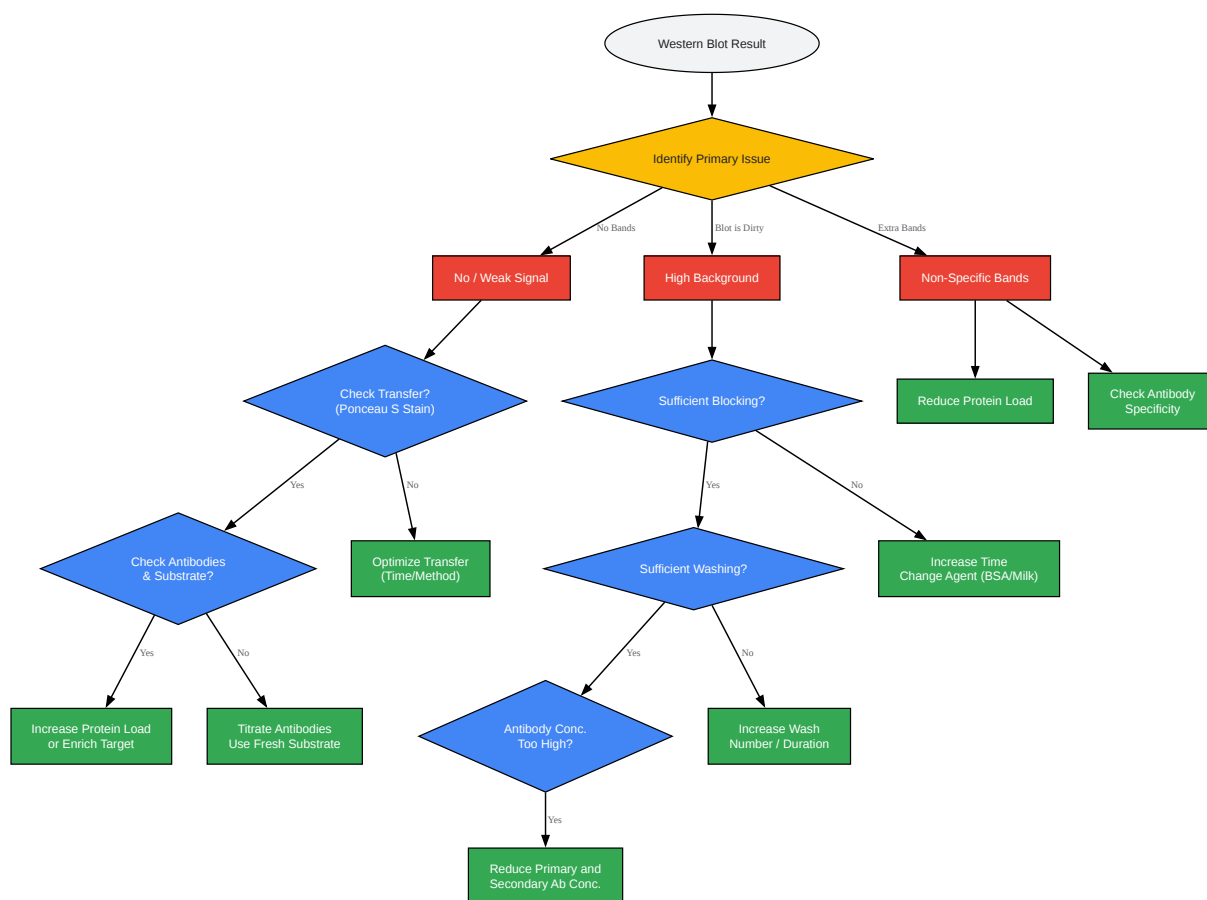 Western Blot Result
Identify Primary Issue
No Bands
Blot is Dirty
Extra Bands
No / Weak Signal
High Background
Non-Specific Bands
Check Transfer?
(Ponceau S Stain)
Sufficient Blocking?
Reduce Protein Load
Check Antibody
Specificity
Yes
No
Yes
No
Check Antibodies
& Substrate?
Optimize Transfer
(Time/Method)
Sufficient Washing?
Increase Time
Change Agent (BSA/Milk)
Yes
No
Yes
No
Increase Protein Load
or Enrich Target
Titrate Antibodies
Use Fresh Substrate
Antibody Conc.
Too High?
Increase Wash
Number / Duration
Yes
Reduce Primary and
Secondary Ab Conc.